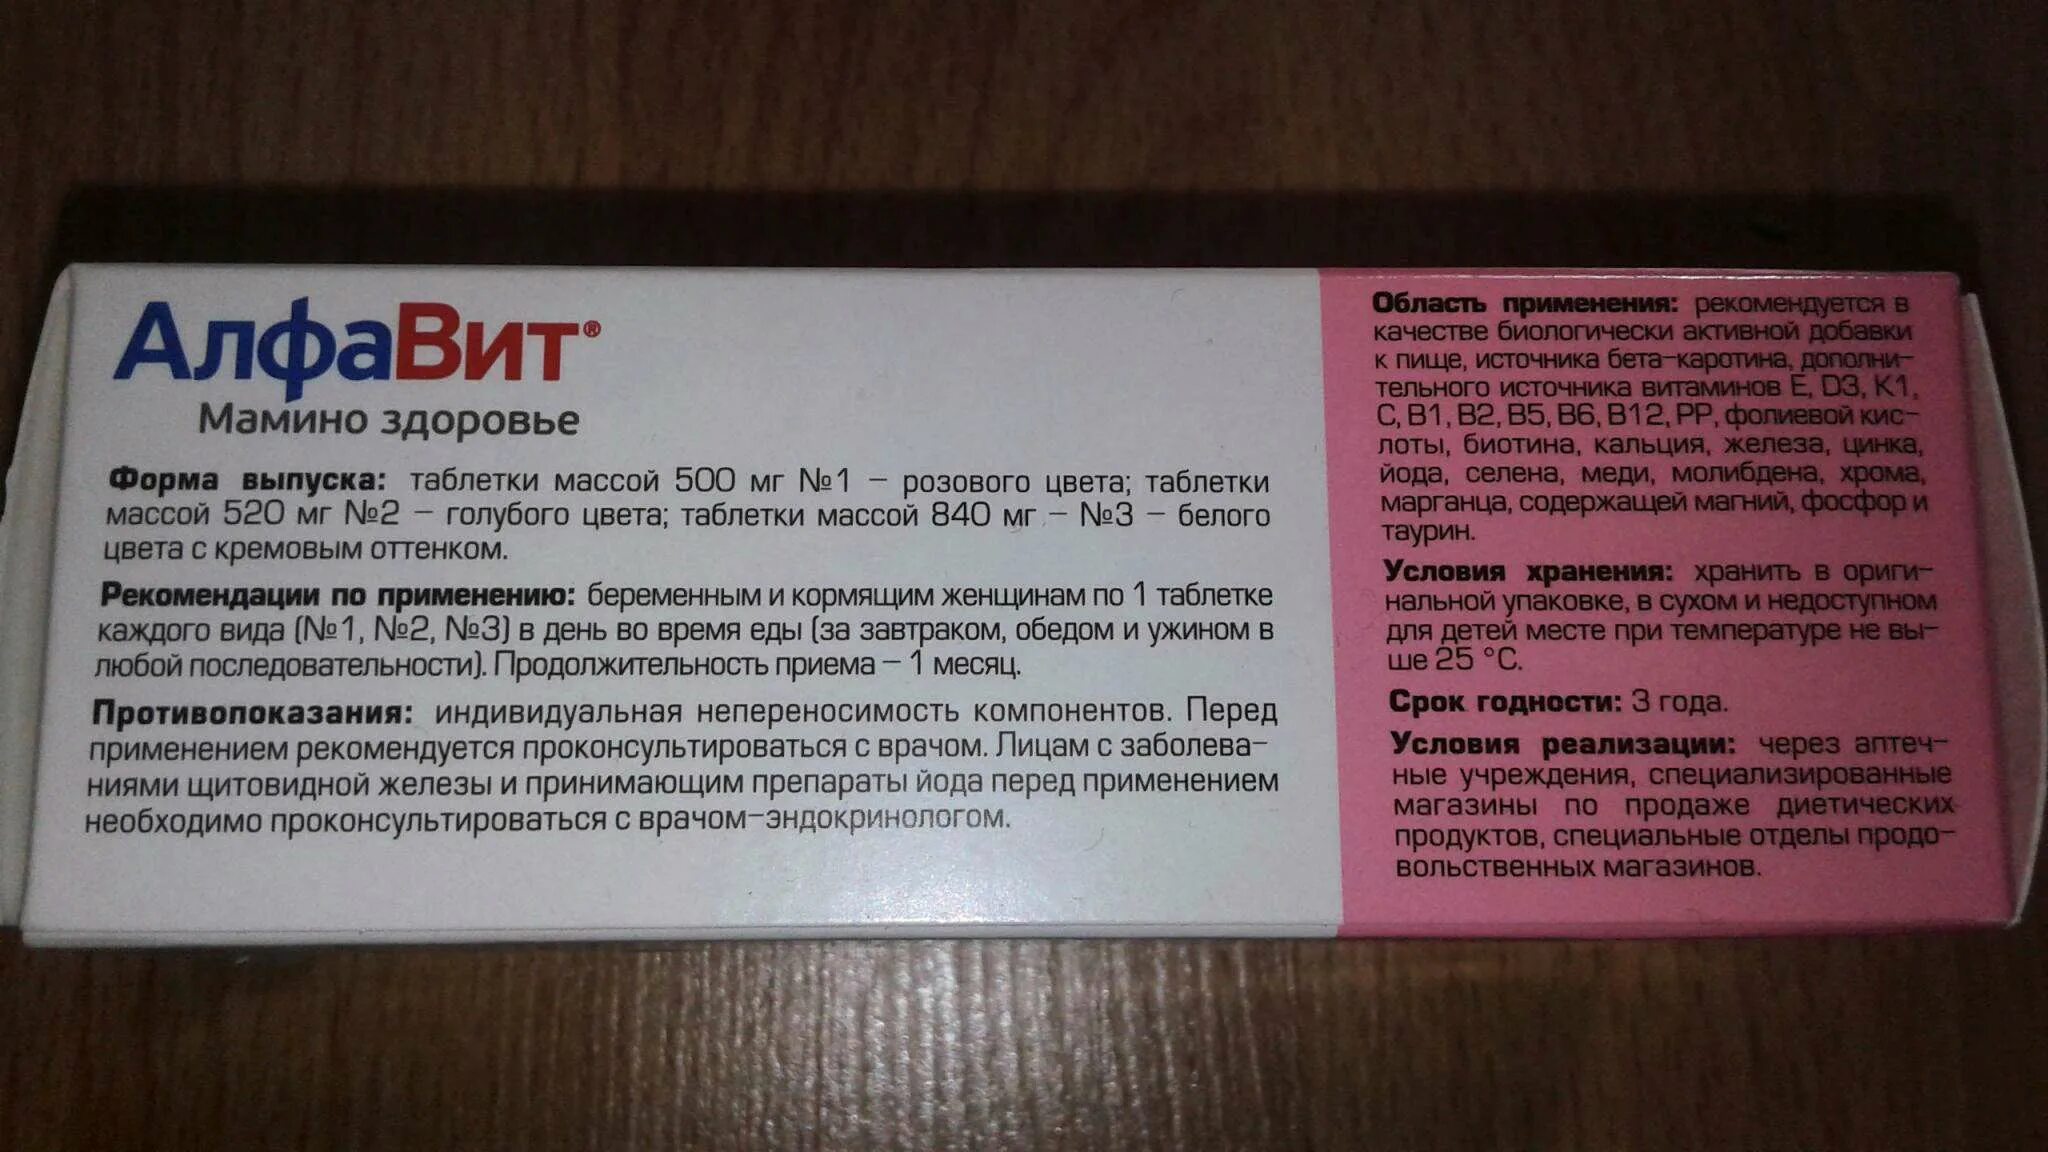 АлфаВит®
Мамино здоровье
Форма выпуска: таблетки массой 500 мг №1 – розового цвета; таблетки
массой 520 мг №2 – голубого цвета; таблетки массой 840 мг – №3 – белого
цвета с кремовым оттенком.
Рекомендации по применению: беременным и кормящим женщинам по 1 таблетке
каждого вида (№1, №2, №3) в день во время еды (за завтраком, обедом и ужином в
любой последовательности). Продолжительность приема – 1 месяц.
Противопоказания: индивидуальная непереносимость компонентов. Перед
применением рекомендуется проконсультироваться с врачом. Лицам с заболева-
ниями щитовидной железы и принимающим препараты йода перед применением
необходимо проконсультироваться с врачом-эндокринологом.
Область применения: рекомендуется в
качестве биологически активной добавки
к пище, источника бета-каротина, дополни-
тельного источника витаминов Е, D3, К1,
С, В1, В2, В5, В6, В12, РР, фолиевой кис-
лоты, биотина, кальция, железа, цинка,
йода, селена, меди, молибдена, хрома,
марганца, содержащей магний, фосфор и
таурин.
Условия хранения: хранить в ориги-
нальной упаковке, в сухом и недоступном
для детей месте при температуре не вы-
ше 25 °С.
Срок годности: 3 года.
Условия реализации: через аптеч-
ные учреждения, специализированные
магазины по продаже диетических
продуктов, специальные отделы продо-
вольственных магазинов.